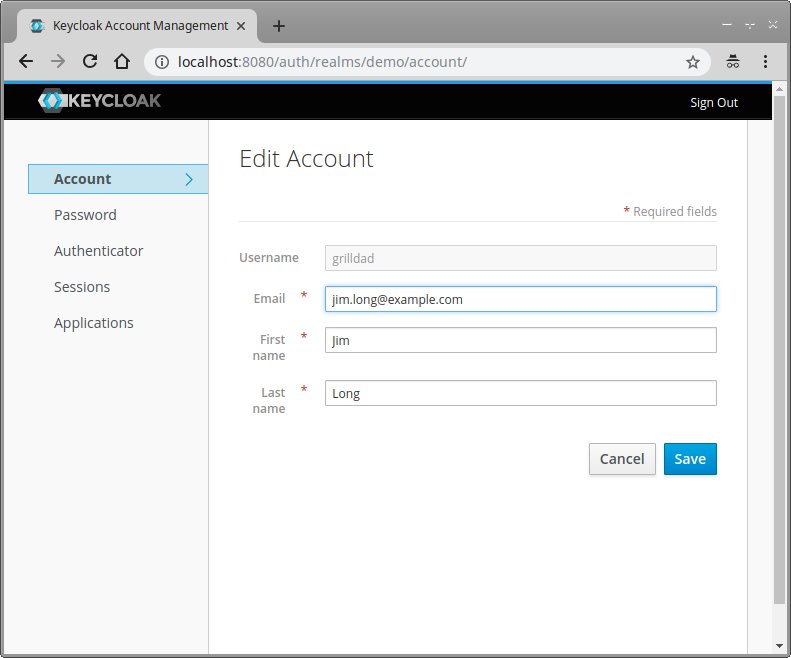 Keycloak Account Management
localhost:8080/auth/realms/demo/account/
KEYCLOAK
Sign Out
Account
Password
Authenticator
Sessions
Applications
Edit Account
* Required fields
Username
grilldad
Email *
jim.long@example.com
First *
name
Jim
Last *
name
Long
Cancel
Save